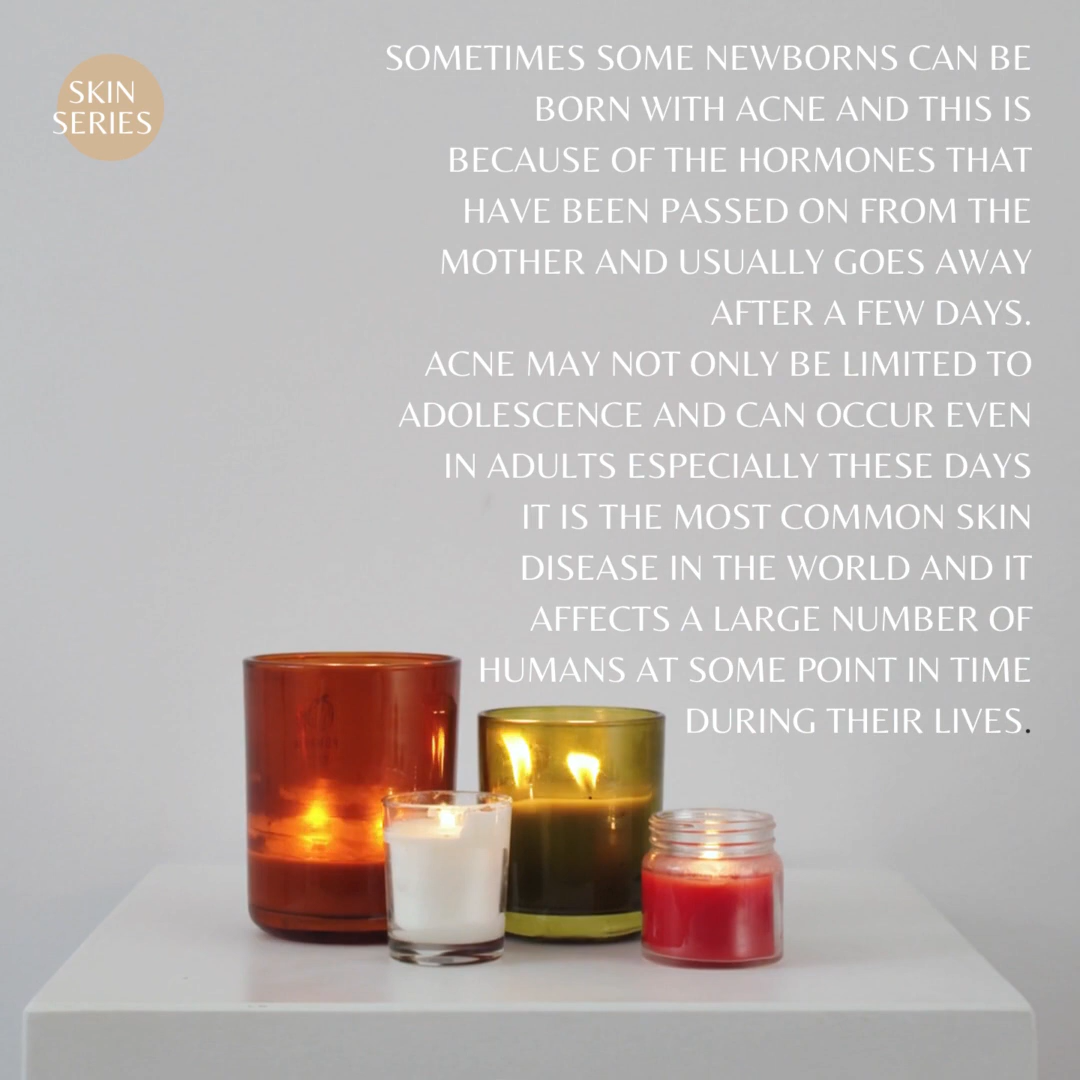 SKIN
SERIES
SOMETIMES SOME NEWBORNS CAN BE
BORN WITH ACNE AND THIS IS
BECAUSE OF THE HORMONES THAT
HAVE BEEN PASSED ON FROM THE
MOTHER AND USUALLY GOES AWAY
AFTER A FEW DAYS.
ACNE MAY NOT ONLY BE LIMITED TO
ADOLESCENCE AND CAN OCCUR EVEN
IN ADULTS ESPECIALLY THESE DAYS
IT IS THE MOST COMMON SKIN
DISEASE IN THE WORLD AND IT
AFFECTS A LARGE NUMBER OF
HUMANS AT SOME POINT IN TIME
DURING THEIR LIVES.